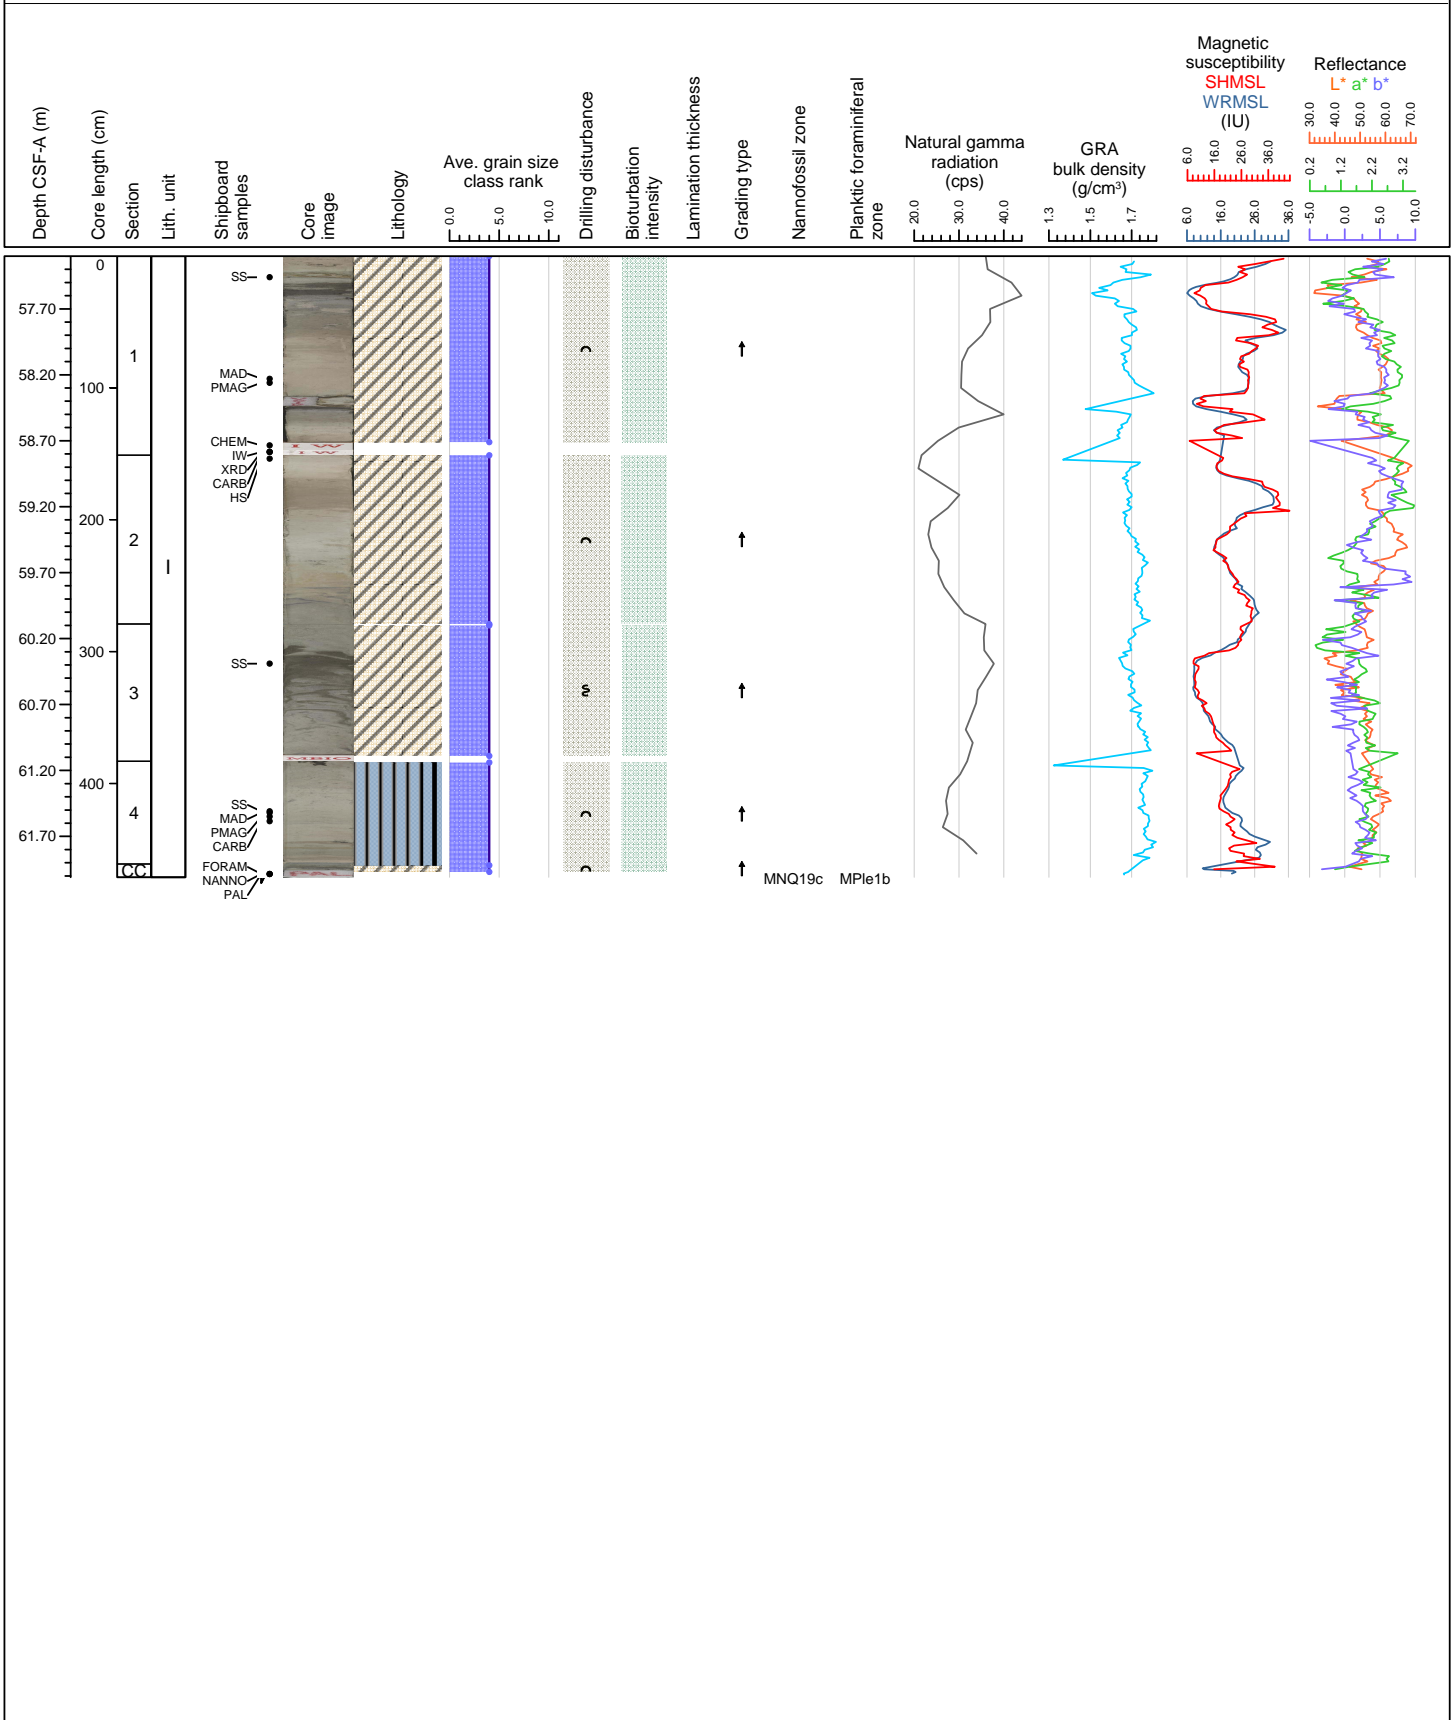 Depth CSF-A (m)
Core length (cm)
Section
Lith. unit
Shipboard
samples
Core
image
Lithology
Ave. grain size
class rank
0.0
5.0
10.0
Drilling disturbance
Bioturbation
intensity
Lamination thickness
Grading type
Nannofossil zone
Planktic foraminiferal
zone
Natural gamma
radiation
(cps)
20.0
30.0
40.0
GRA
bulk density
(g/cm³)
1.3
1.5
1.7
Magnetic
susceptibility
SHMSL
WRMSL
(IU)
6.0
16.0
26.0
36.0
6.0
16.0
26.0
36.0
Reflectance
L* a* b*
30.0
40.0
50.0
60.0
70.0
0.2
1.2
2.2
3.2
-5.0
0.0
5.0
10.0
57.70
58.20
58.70
59.20
59.70
60.20
60.70
61.20
61.70
0
100
200
300
400
1
2
3
4
CC
I
SS
MAD
PMAG
CHEM
IW
XRD
CARB
HS
SS
SS
MAD
PMAG
CARB
FORAM
NANNO
PAL
I W
I W
MBIO
PAL
MNQ19c MPle1b